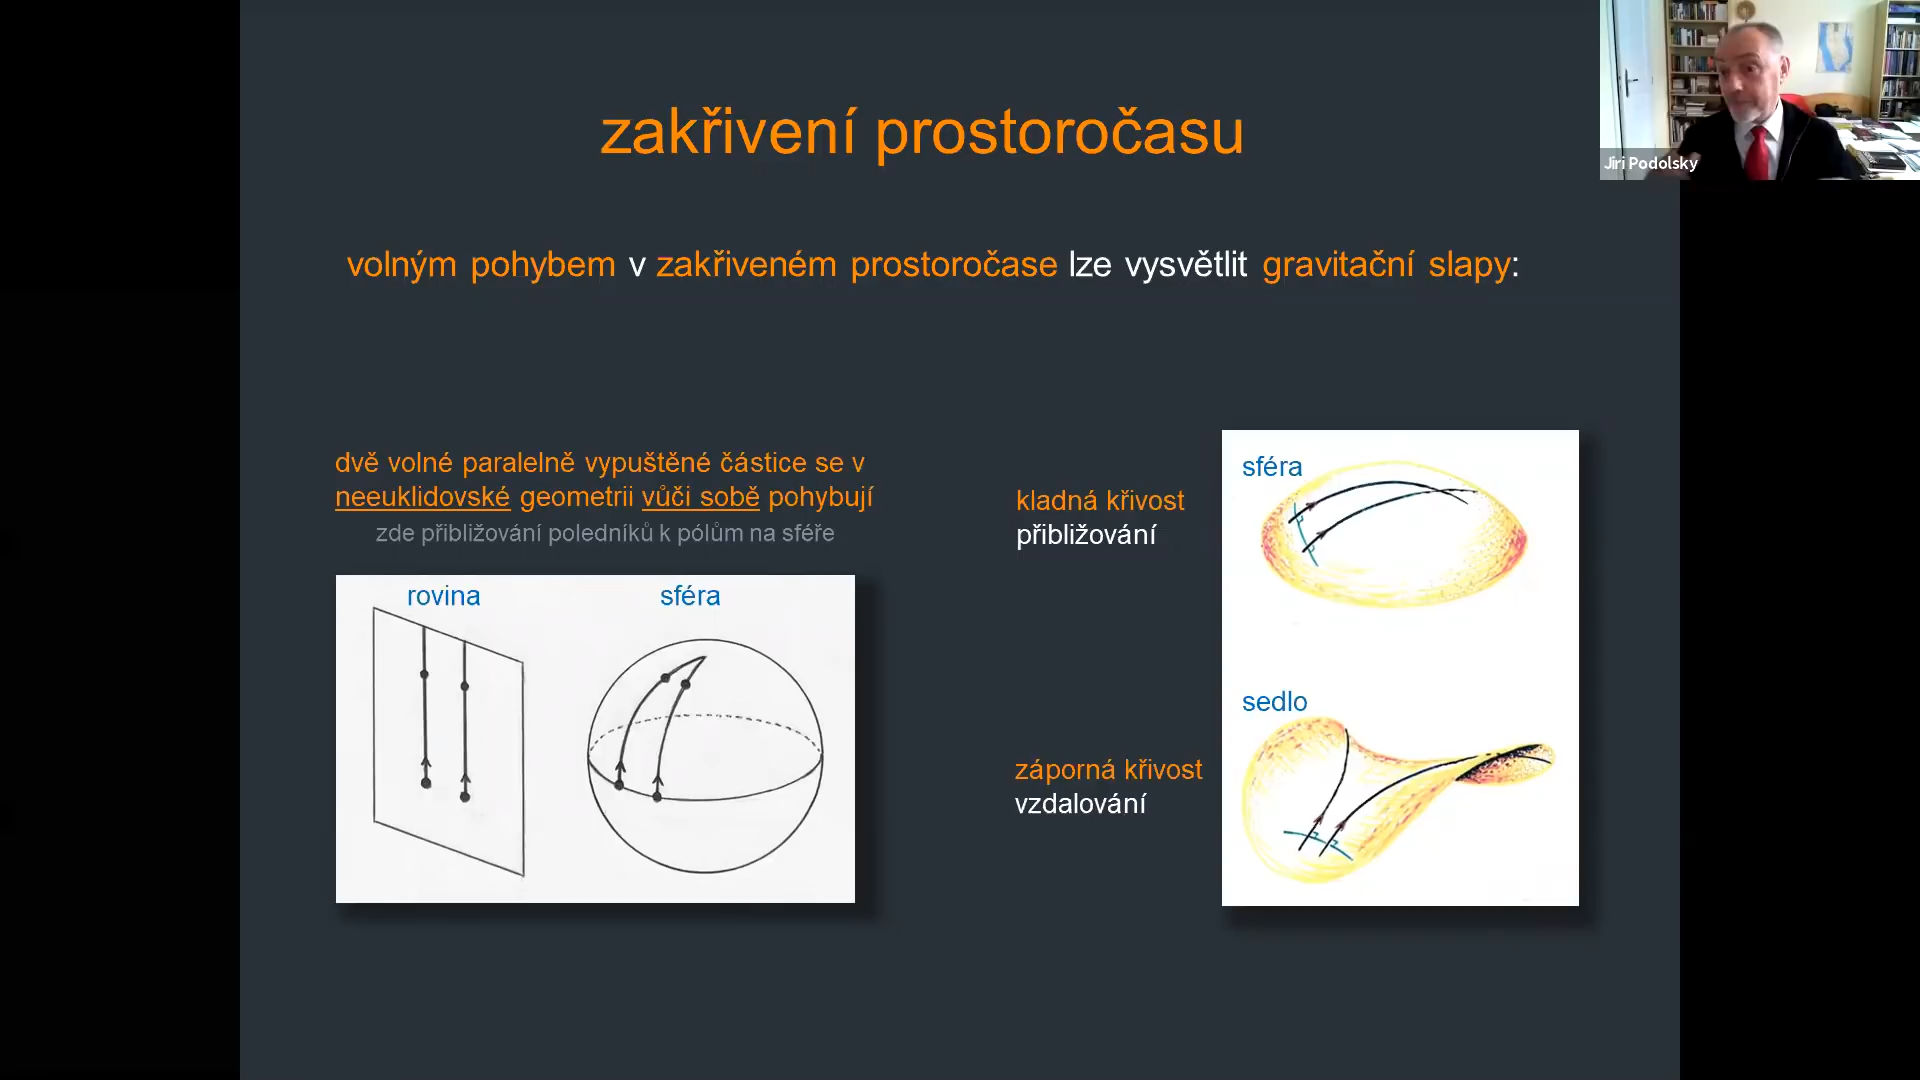 zakřivení prostoročasu
Jiri Podolsky
volným pohybem v zakřiveném prostoročase lze vysvětlit gravitační slapy:
dvě volné paralelně vypuštěné částice se v
neeuklidovské geometrii vůči sobě pohybují
zde přibližování poledníků k pólům na sféře
rovina
sféra
kladná křivost
přibližování
sféra
záporná křivost
vzdalování
sedlo